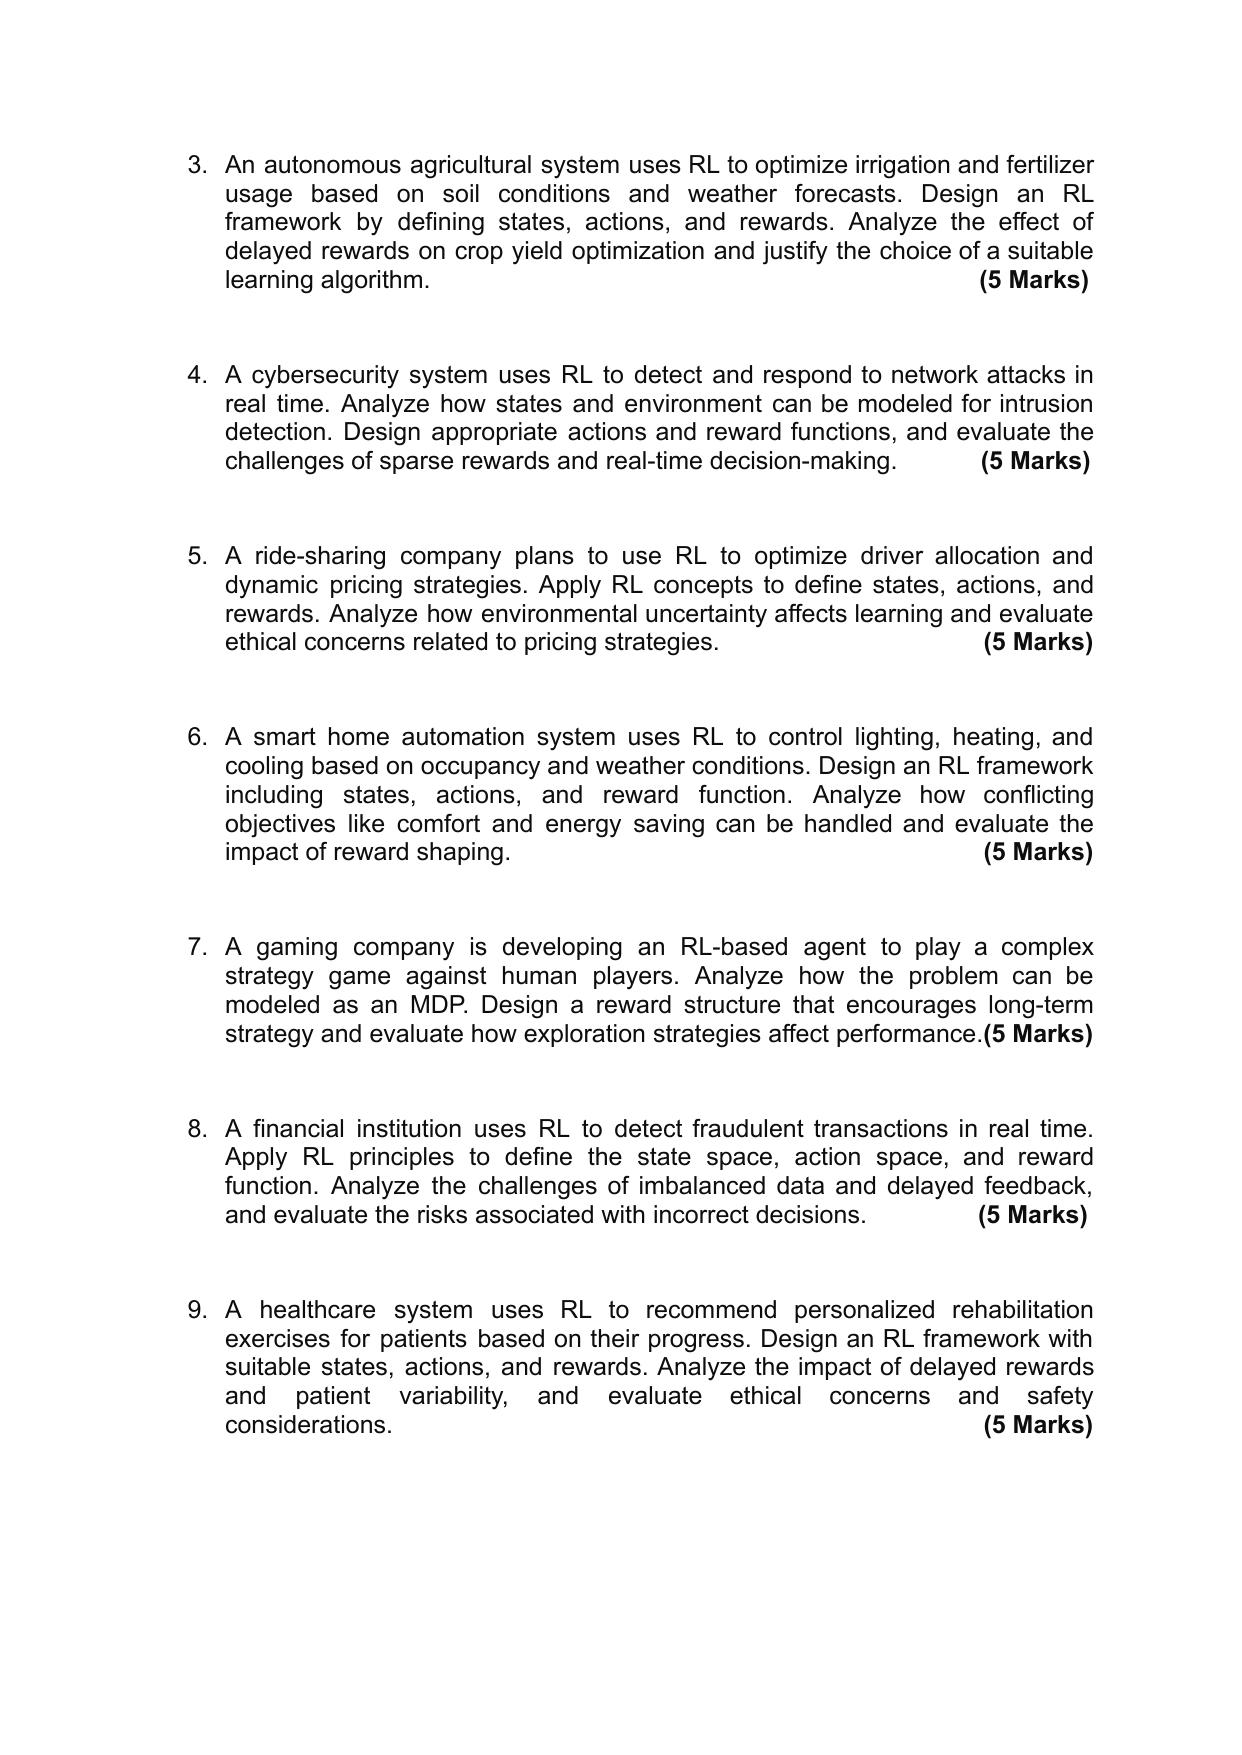 3. An autonomous agricultural system uses RL to optimize irrigation and fertilizer
usage based on soil conditions and weather forecasts. Design an RL
framework by defining states, actions, and rewards. Analyze the effect of
delayed rewards on crop yield optimization and justify the choice of a suitable
learning algorithm. (5 Marks)
4. A cybersecurity system uses RL to detect and respond to network attacks in
real time. Analyze how states and environment can be modeled for intrusion
detection. Design appropriate actions and reward functions, and evaluate the
challenges of sparse rewards and real-time decision-making. (5 Marks)
5. A ride-sharing company plans to use RL to optimize driver allocation and
dynamic pricing strategies. Apply RL concepts to define states, actions, and
rewards. Analyze how environmental uncertainty affects learning and evaluate
ethical concerns related to pricing strategies. (5 Marks)
6. A smart home automation system uses RL to control lighting, heating, and
cooling based on occupancy and weather conditions. Design an RL framework
including states, actions, and reward function. Analyze how conflicting
objectives like comfort and energy saving can be handled and evaluate the
impact of reward shaping. (5 Marks)
7. A gaming company is developing an RL-based agent to play a complex
strategy game against human players. Analyze how the problem can be
modeled as an MDP. Design a reward structure that encourages long-term
strategy and evaluate how exploration strategies affect performance.(5 Marks)
8. A financial institution uses RL to detect fraudulent transactions in real time.
Apply RL principles to define the state space, action space, and reward
function. Analyze the challenges of imbalanced data and delayed feedback,
and evaluate the risks associated with incorrect decisions. (5 Marks)
9. A healthcare system uses RL to recommend personalized rehabilitation
exercises for patients based on their progress. Design an RL framework with
suitable states, actions, and rewards. Analyze the impact of delayed rewards
and patient variability, and evaluate ethical concerns and safety
considerations. (5 Marks)